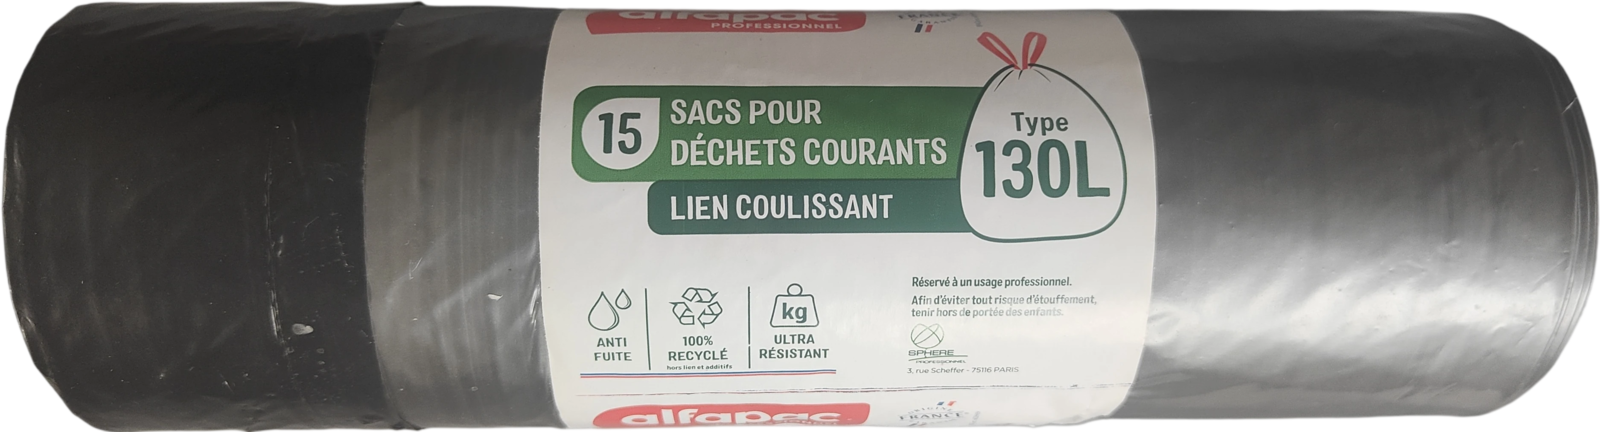 alfapac
PROFESSIONNEL
FRANCE
15
SACS POUR
DÉCHETS COURANTS
LIEN COULISSANT
Type
130L
ANTI
FUITE
100%
RECYCLÉ
hors lien et additifs
kg
ULTRA
RÉSISTANT
Réservé à un usage professionnel.
Afin d'éviter tout risque d'étouffement,
tenir hors de portée des enfants.
SPHERE
PROFESSIONNEL
3, rue Scheffer - 75116 PARIS
alfapac
FRANCE